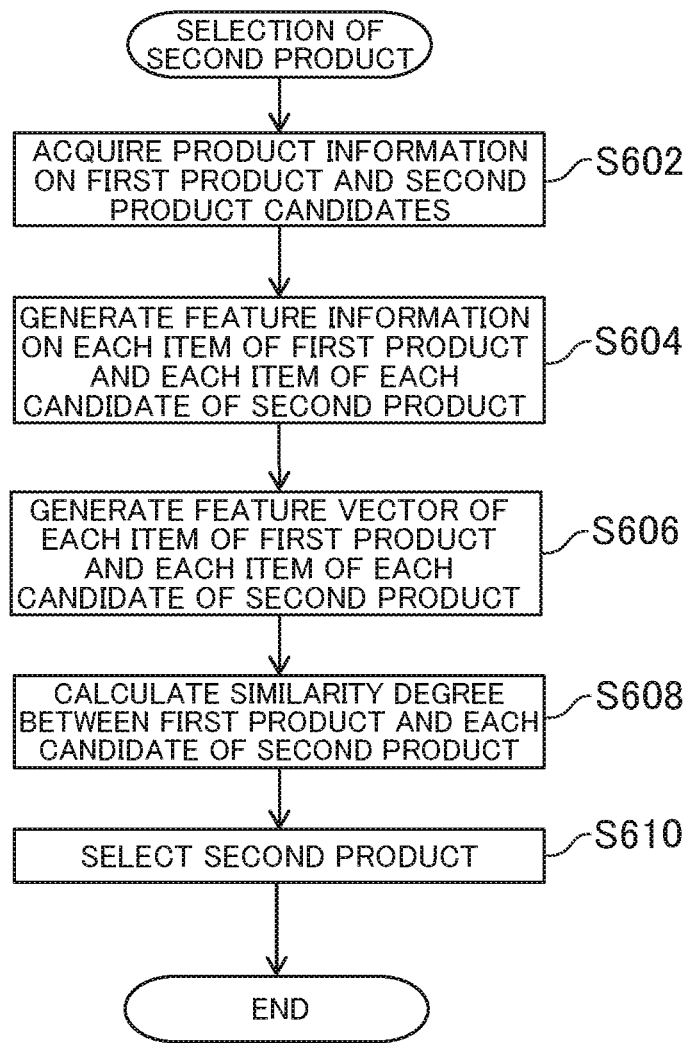 SELECTION OF
SECOND PRODUCT
ACQUIRE PRODUCT INFORMATION
ON FIRST PRODUCT AND SECOND
PRODUCT CANDIDATES
S602
GENERATE FEATURE INFORMATION
ON EACH ITEM OF FIRST PRODUCT
AND EACH ITEM OF EACH
CANDIDATE OF SECOND PRODUCT
S604
GENERATE FEATURE VECTOR OF
EACH ITEM OF FIRST PRODUCT
AND EACH ITEM OF EACH
CANDIDATE OF SECOND PRODUCT
S606
CALCULATE SIMILARITY DEGREE
BETWEEN FIRST PRODUCT AND EACH
CANDIDATE OF SECOND PRODUCT
S608
SELECT SECOND PRODUCT
S610
END